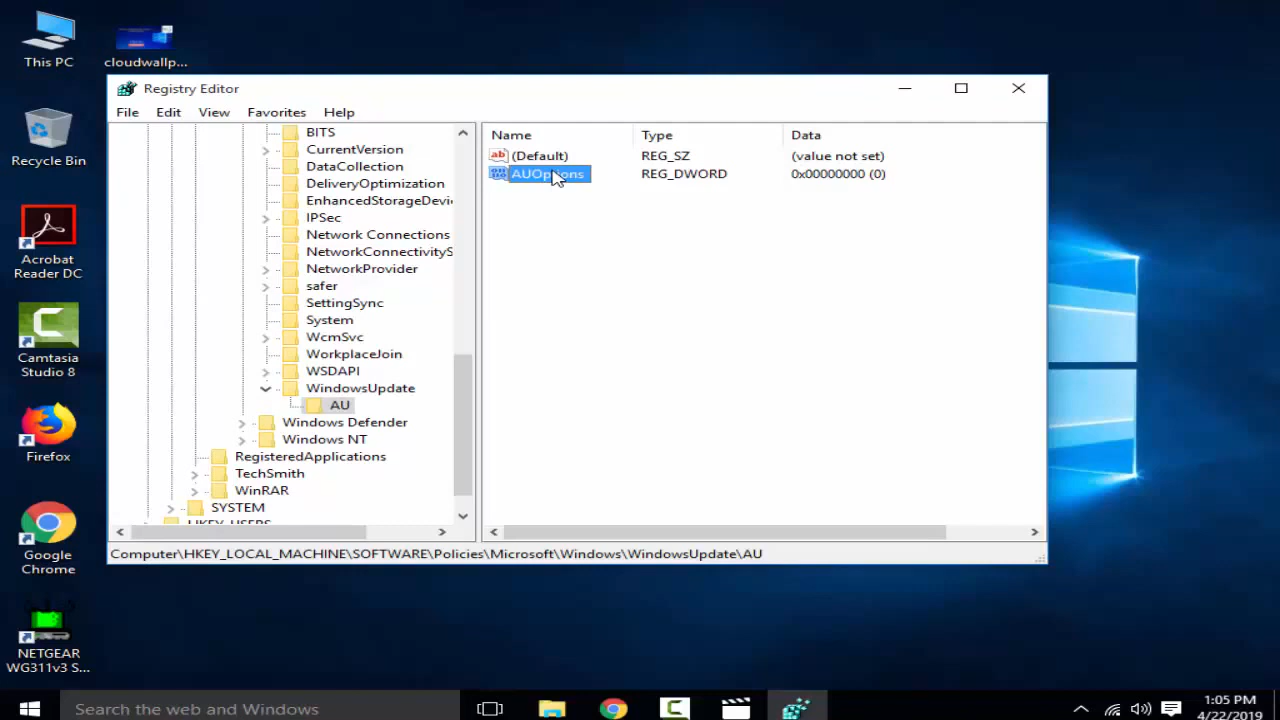 This PC
cloudwallp...
Recycle Bin
Acrobat
Reader DC
Camtasia
Studio 8
Firefox
Google
Chrome
NETGEAR
WG311v3 S...
Registry Editor
File Edit View Favorites Help
BITS
CurrentVersion
DataCollection
DeliveryOptimization
EnhancedStorageDevi
IPSec
Network Connections
NetworkConnectivityS
NetworkProvider
safer
SettingSync
System
WcmSvc
WorkplaceJoin
WSDAPI
WindowsUpdate
AU
Windows Defender
Windows NT
RegisteredApplications
TechSmith
WinRAR
SYSTEM
HKEY_USERS
Name Type Data
(Default) REG_SZ (value not set)
AUOptions REG_DWORD 0x00000000 (0)
Computer\HKEY_LOCAL_MACHINE\SOFTWARE\Policies\Microsoft\Windows\WindowsUpdate\AU
Search the web and Windows
1:05 PM
4/22/2019